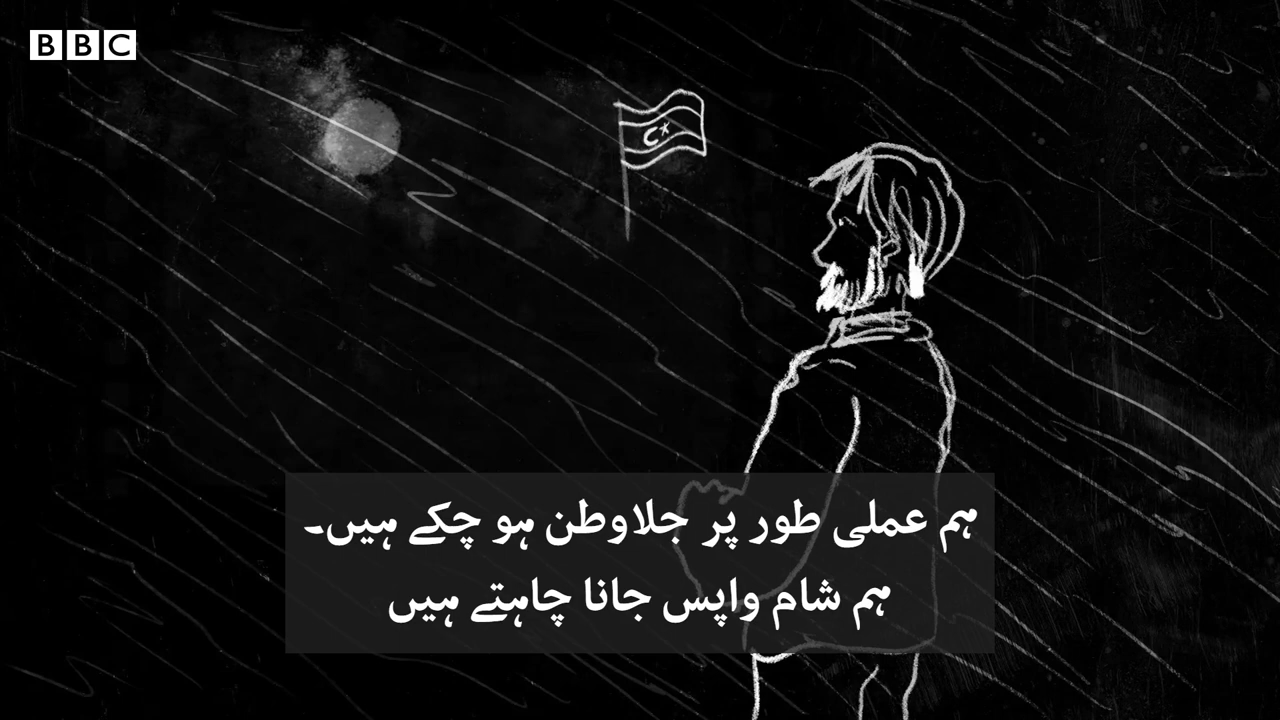 BBC
ہم عملی طور پر جلاوطن ہو چکے ہیں۔
ہم شام واپس جانا چاہتے ہیں